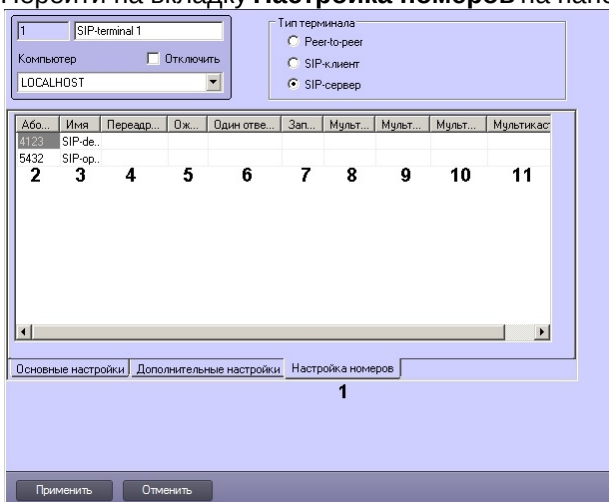 Перейти на вкладку Настройка номеров на
Тип терминала
1 SIP-terminal 1
Peer-to-peer
Компьютер Отключить
SIP-клиент
LOCALHOST
SIP-сервер
Або... Имя Переадр... Ож... Один отве... Зап... Мульт... Мульт... Мульт... Мультикас
4123 SIP-de..
5432 SIP-op..
2 3 4 5 6 7 8 9 10 11
Основные настройки Дополнительные настройки Настройка номеров
1
Применить Отменить